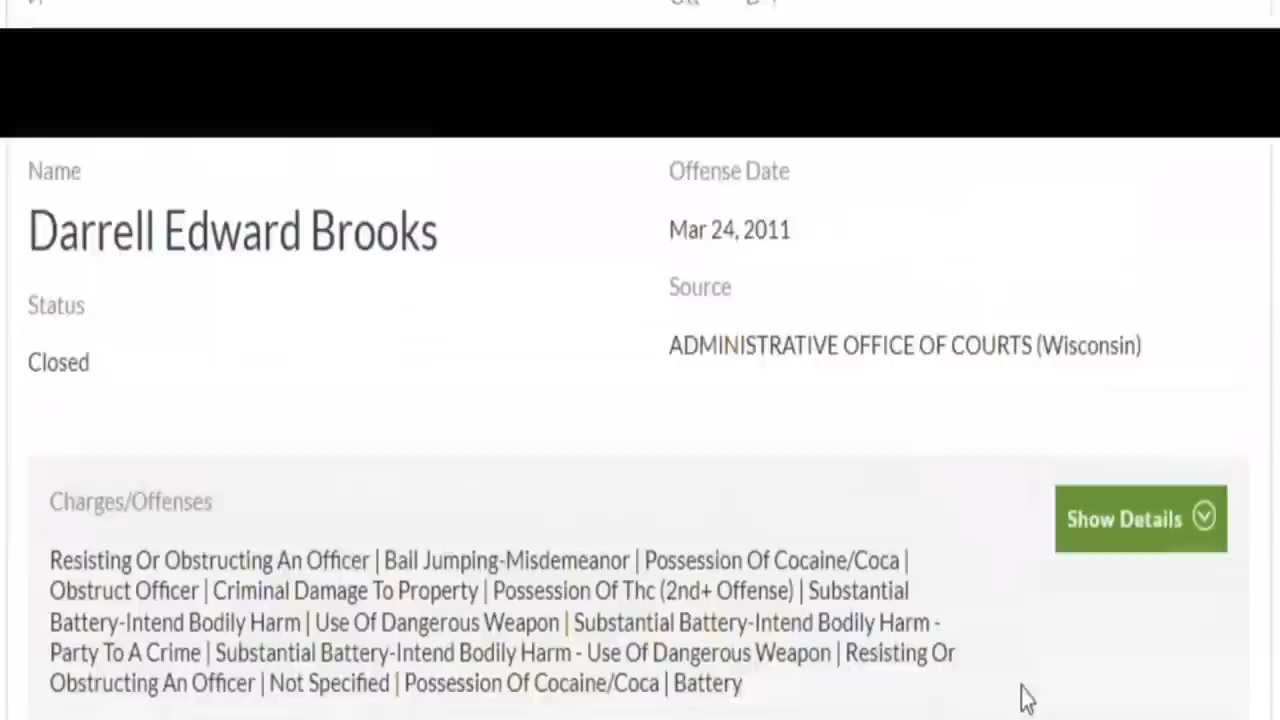 Name
Offense Date
Darrell Edward Brooks
Mar 24, 2011
Status
Source
Closed
ADMINISTRATIVE OFFICE OF COURTS (Wisconsin)
Charges/Offenses
Show Details
Resisting Or Obstructing An Officer | Bail Jumping-Misdemeanor | Possession Of Cocaine/Coca |
Obstruct Officer | Criminal Damage To Property | Possession Of Thc (2nd+ Offense) | Substantial
Battery-Intend Bodily Harm | Use Of Dangerous Weapon | Substantial Battery-Intend Bodily Harm -
Party To A Crime | Substantial Battery-Intend Bodily Harm - Use Of Dangerous Weapon | Resisting Or
Obstructing An Officer | Not Specified | Possession Of Cocaine/Coca | Battery